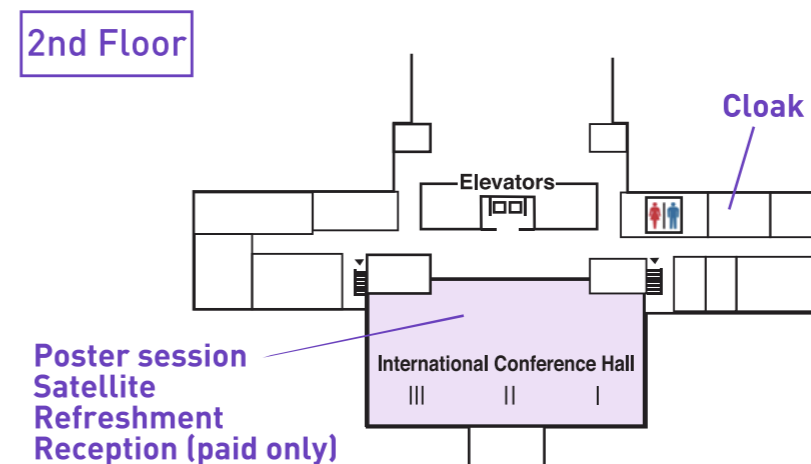 2nd Floor
Cloak
Elevators
Poster session
Satellite
Refreshment
Reception (paid only)
International Conference Hall
III II I